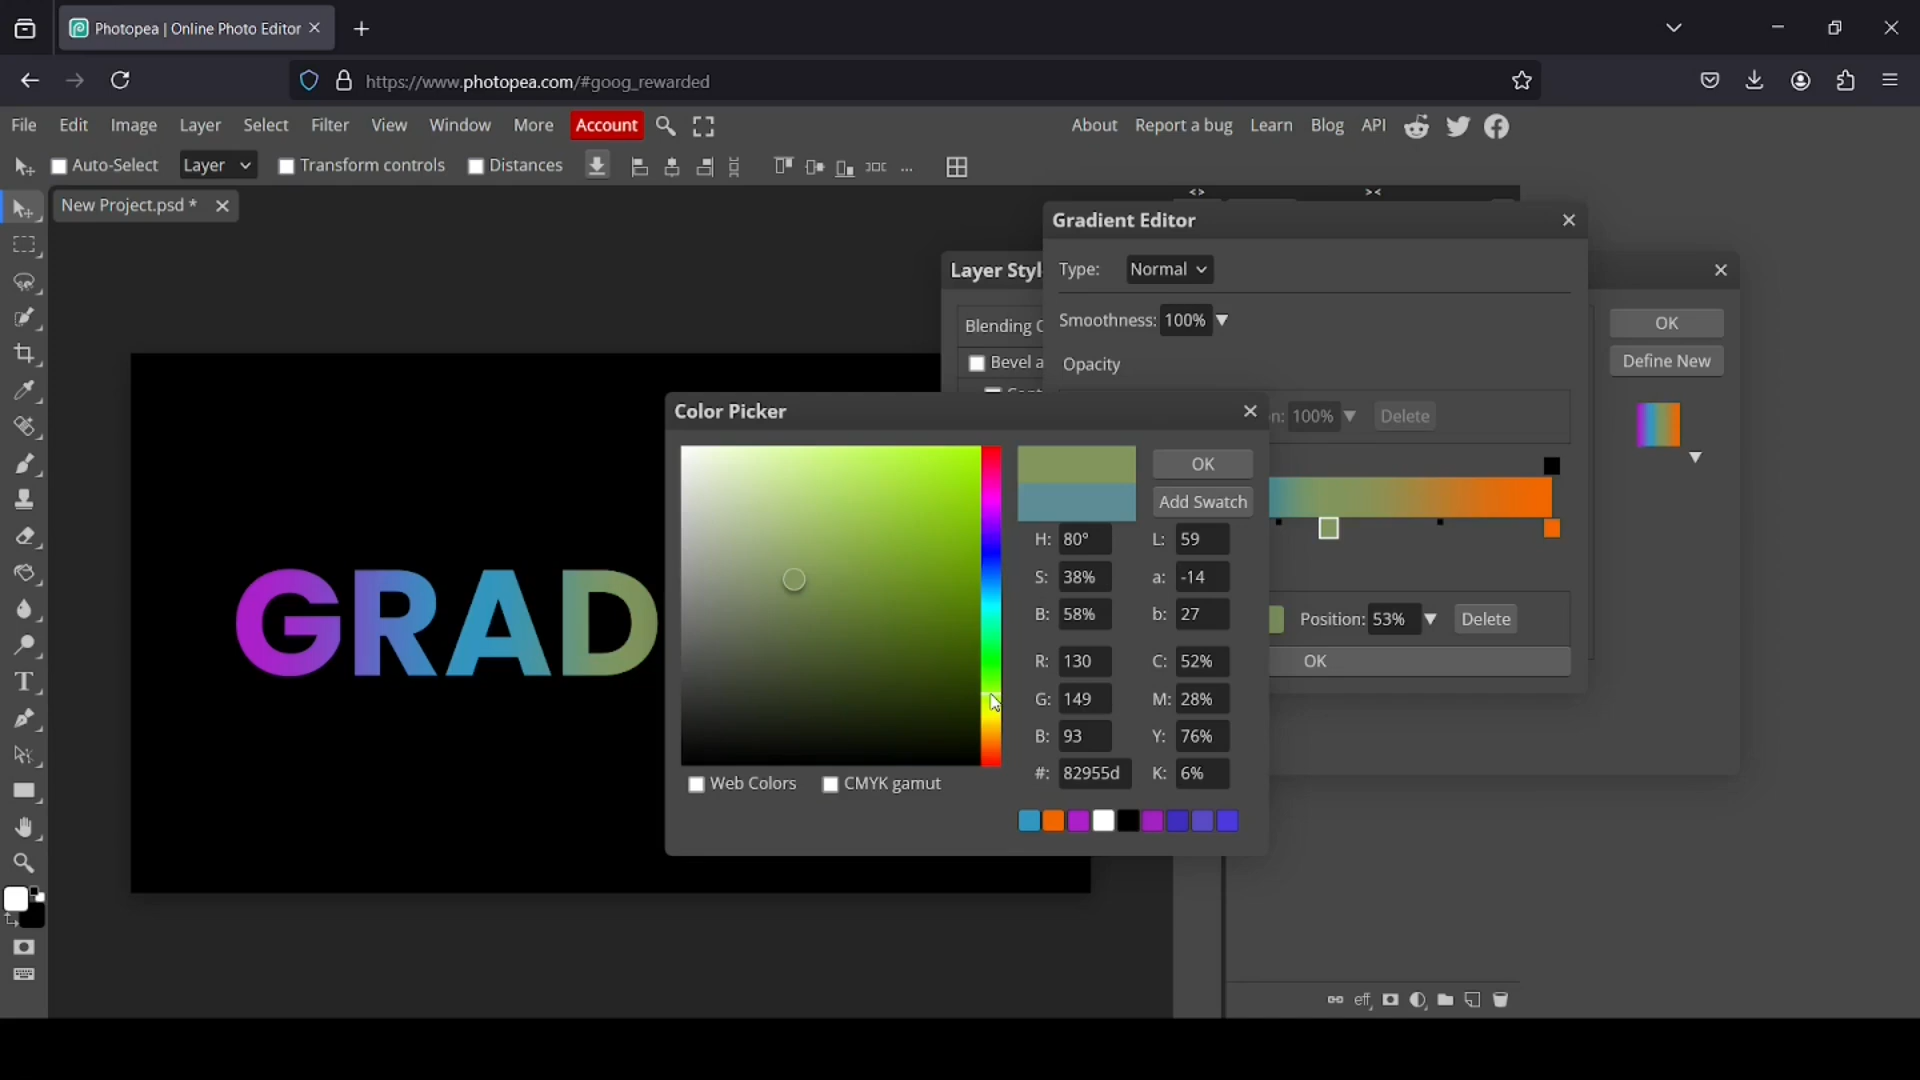 Photopea | Online Photo Editor
https://www.photopea.com/#goog_rewarded
File Edit Image Layer Select Filter View Window More Account
About Report a bug Learn Blog API
Auto-Select Layer Transform controls Distances
New Project.psd *
<> ><
Gradient Editor
Type: Normal
Smoothness: 100%
Opacity
100% Delete
Position: 53% Delete
OK
Layer Styl
Blending
Bevel a
OK
Define New
Color Picker
OK
Add Swatch
H: 80° L: 59
S: 38% a: -14
B: 58% b: 27
R: 130 C: 52%
G: 149 M: 28%
B: 93 Y: 76%
#: 82955d K: 6%
Web Colors CMYK gamut
GRAD
eff